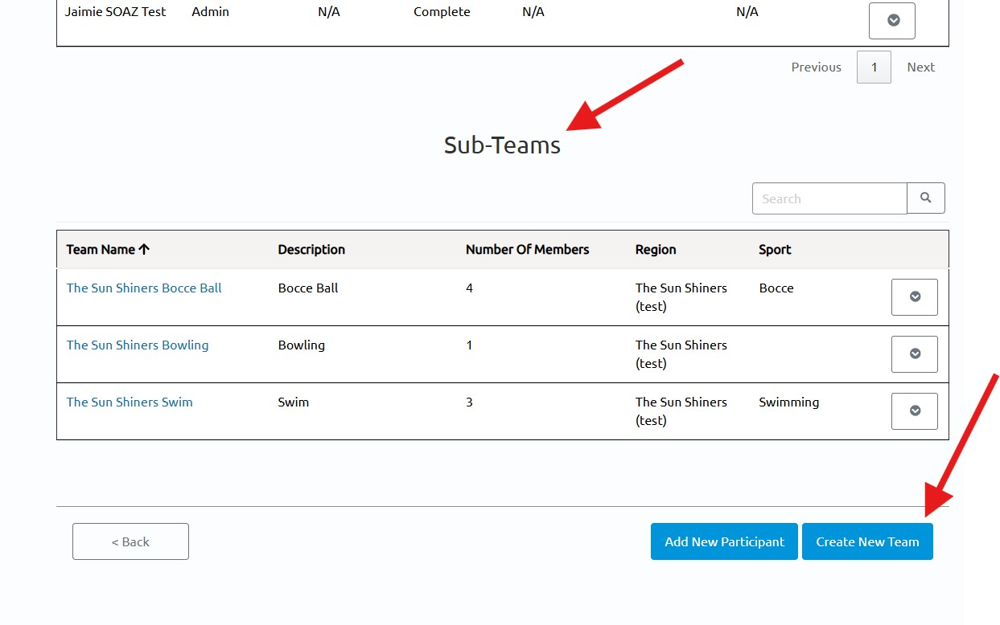 Jaimie SOAZ Test Admin N/A Complete N/A N/A
Previous 1 Next
Sub-Teams
Search
Team Name Description Number Of Members Region Sport
The Sun Shiners Bocce Ball Bocce Ball 4 The Sun Shiners Bocce
(test)
The Sun Shiners Bowling Bowling 1 The Sun Shiners
(test)
The Sun Shiners Swim Swim 3 The Sun Shiners Swimming
(test)
< Back Add New Participant Create New Team